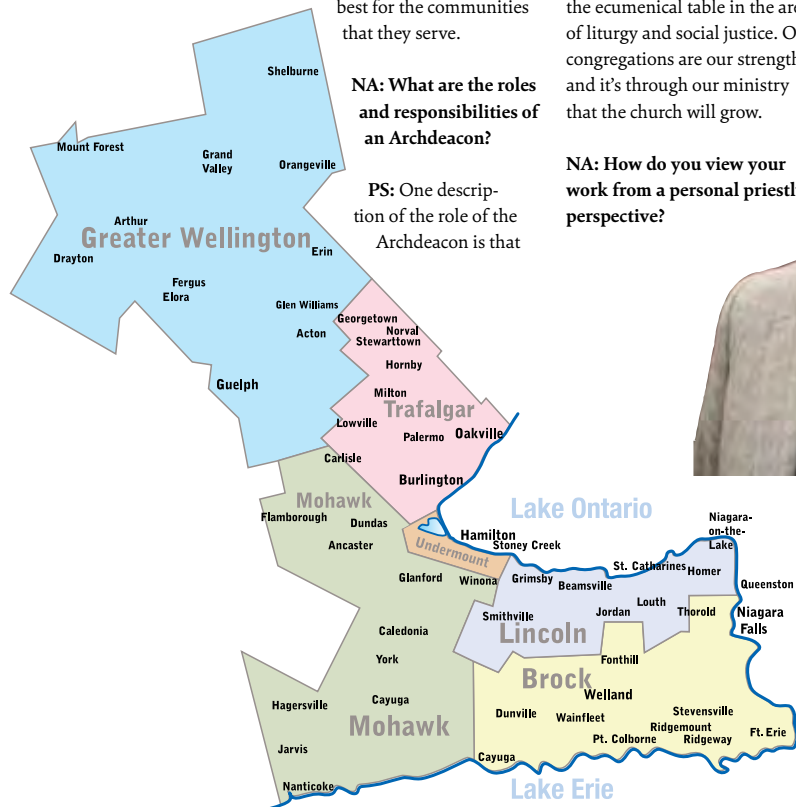 best for the communities
that they serve.
NA: What are the roles
and responsibilities of
an Archdeacon?
PS: One descrip-
tion of the role of the
Archdeacon is that
the ecumenical table in the
of liturgy and social justice.
congregations are our strength
and it's through our ministry
that the church will grow.
NA: How do you view your
work from a personal priestly
perspective?
Shelburne
Mount Forest
Grand
Valley
Orangeville
Arthur
Greater Wellington
Erin
Drayton
Fergus
Elora
Glen Williams
Georgetown
Acton
Norval
Stewarttown
Hornby
Guelph
Milton
Trafalgar
Lowville
Palermo
Oakville
Carlisle
Burlington
Mohawk
Lake Ontario
Flamborough
Dundas
Ancaster
Undermount
Hamilton
Stoney Creek
Niagara-
on-the-
Lake
Glanford
Winona
Grimsby
Beamsville
St. Catharines
Homer
Queenston
Smithville
Jordan
Louth
Thorold
Niagara
Falls
Lincoln
Caledonia
York
Fonthill
Brock
Welland
Hagersville
Cayuga
Mohawk
Dunville
Wainfleet
Stevensville
Ridgemount
Pt. Colborne
Ridgeway
Ft. Erie
Jarvis
Cayuga
Nanticoke
Lake Erie